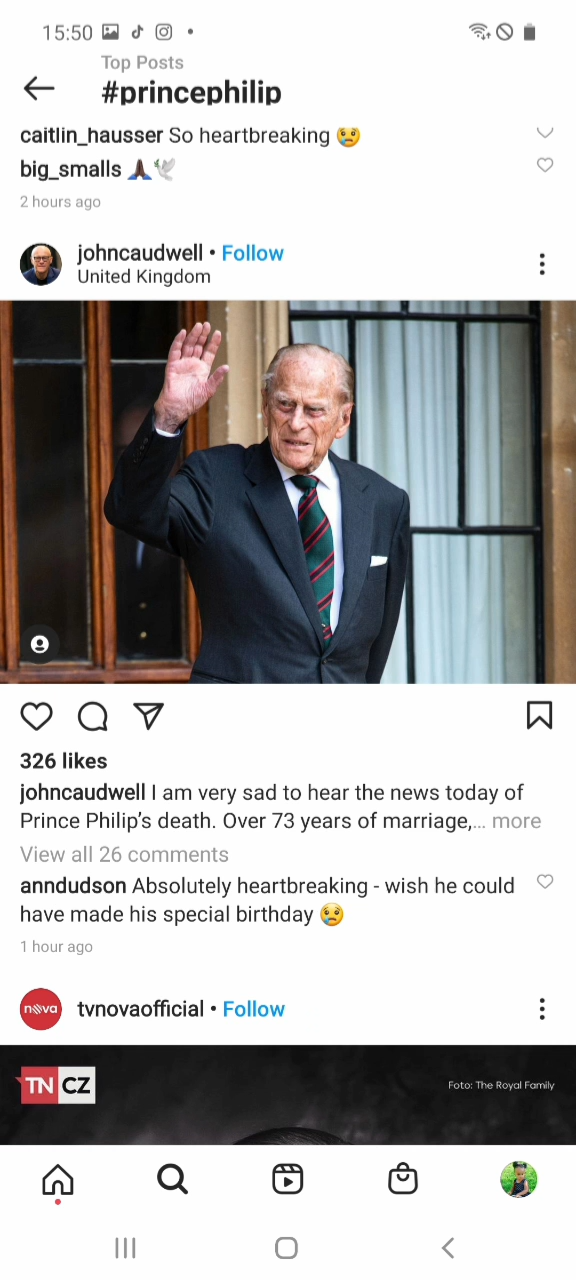 15:50
Top Posts
#princephilip
caitlin_hausser So heartbreaking 😢
big_smalls 🙏🏿🕊️
2 hours ago
johncaudwell • Follow
United Kingdom
326 likes
johncaudwell I am very sad to hear the news today of
Prince Philip’s death. Over 73 years of marriage,... more
View all 26 comments
anndudson Absolutely heartbreaking - wish he could
have made his special birthday 😢
1 hour ago
nova
tvnovaofficial • Follow
TN CZ
Foto: The Royal Family